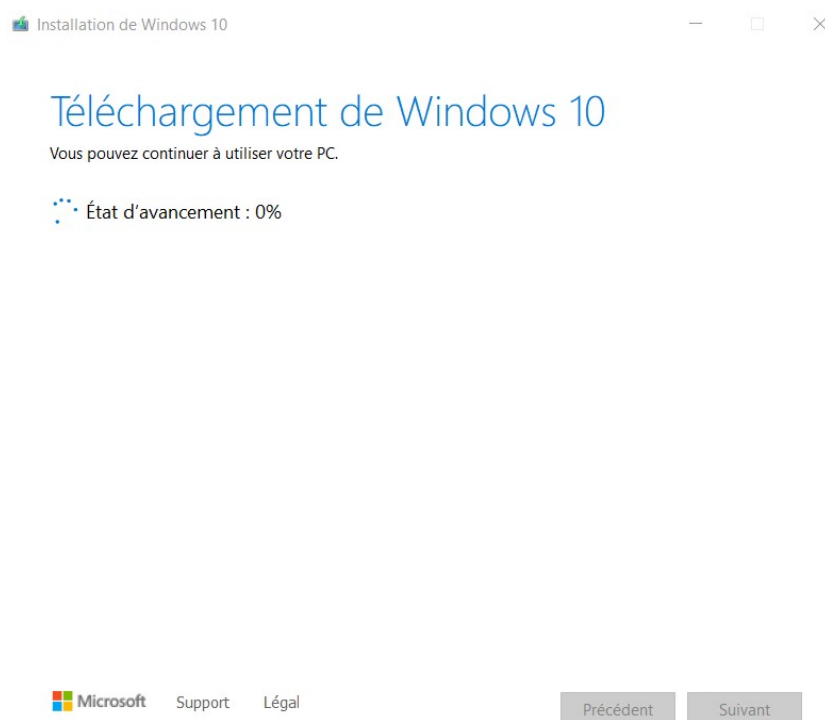 Installation de Windows 10
Téléchargement de Windows 10
Vous pouvez continuer à utiliser votre PC.
État d'avancement : 0%
Microsoft Support Légal
Précédent Suivant